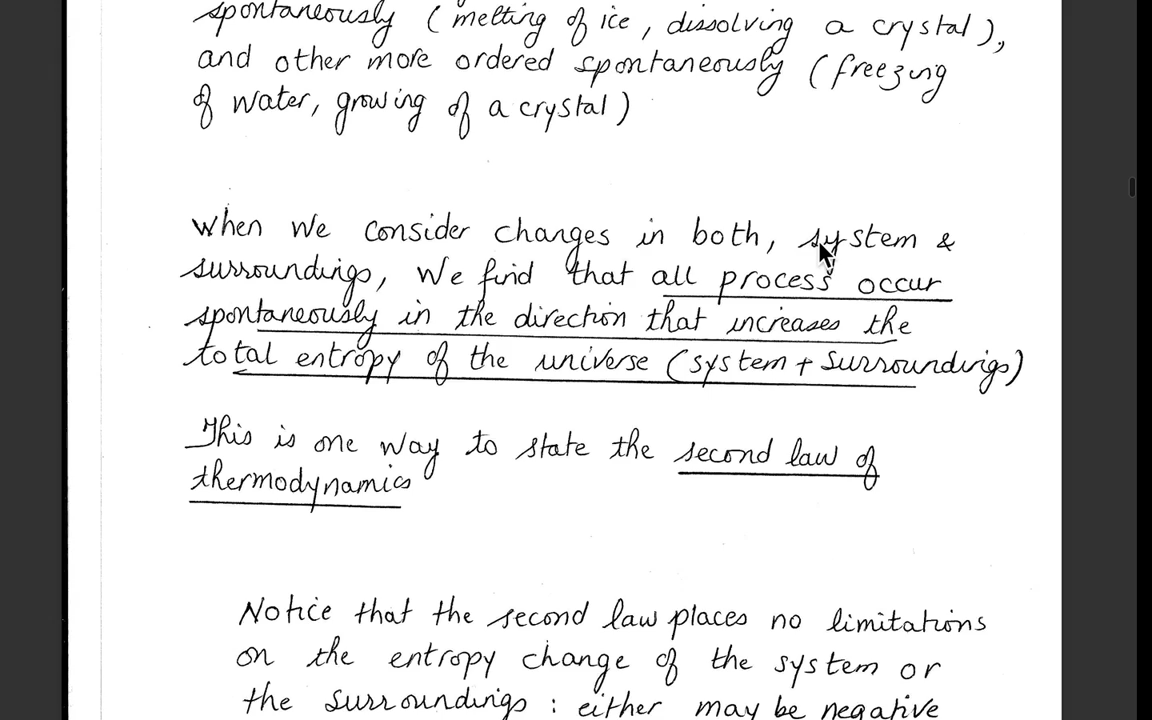 spontaneously (melting of ice, dissolving a crystal),
and other more ordered spontaneously (freezing
of water, growing of a crystal)
When we consider changes in both, system &
surroundings, we find that all process occur
spontaneously in the direction that increases the
total entropy of the universe (system + surroundings)
This is one way to state the second law of
thermodynamics
Notice that the second law places no limitations
on the entropy change of the system or
the surroundings : either may be negative